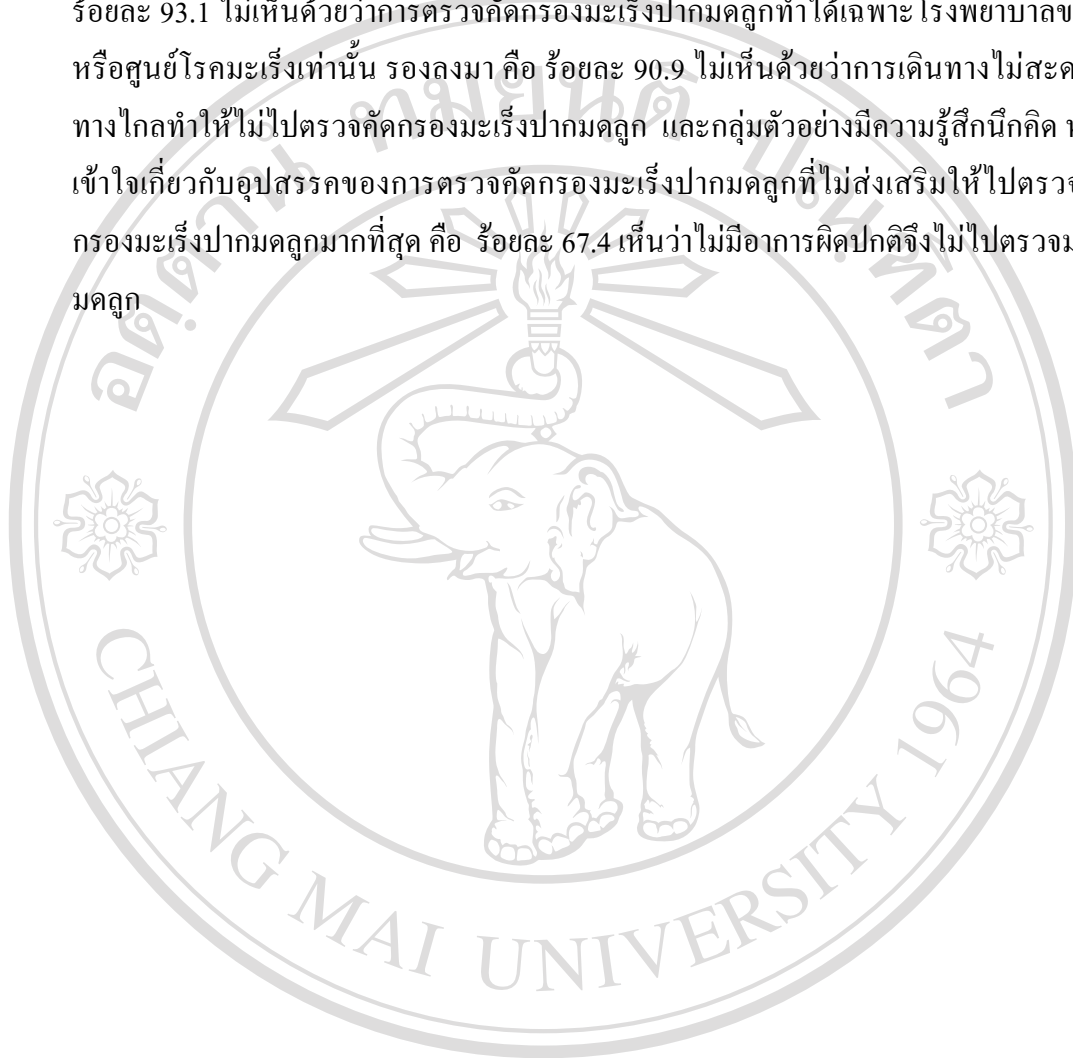 ร้อยละ 93.1 ไม่เห็นด้วยว่าการตรวจคัดกรองมะเร็งปากมดลูกทำได้เฉพาะโรงพยาบาลข
หรือศูนย์โรคมะเร็งเท่านั้น รองลงมา คือ ร้อยละ 90.9 ไม่เห็นด้วยว่าการเดินทางไม่สะด
ทางไกลทำให้ไม่ไปตรวจคัดกรองมะเร็งปากมดลูก และกลุ่มตัวอย่างมีความรู้สึกนึกคิด
เข้าใจเกี่ยวกับอุปสรรคของการตรวจคัดกรองมะเร็งปากมดลูกที่ไม่ส่งเสริมให้ไปตรวจ
กรองมะเร็งปากมดลูกมากที่สุด คือ ร้อยละ 67.4 เห็นว่าไม่มีอาการผิดปกติจึงไม่ไปตรวจม
มดลูก
อตฺตานํ ทมยนฺติ ปณฺฑิตา
CHIANG MAI UNIVERSITY 1964